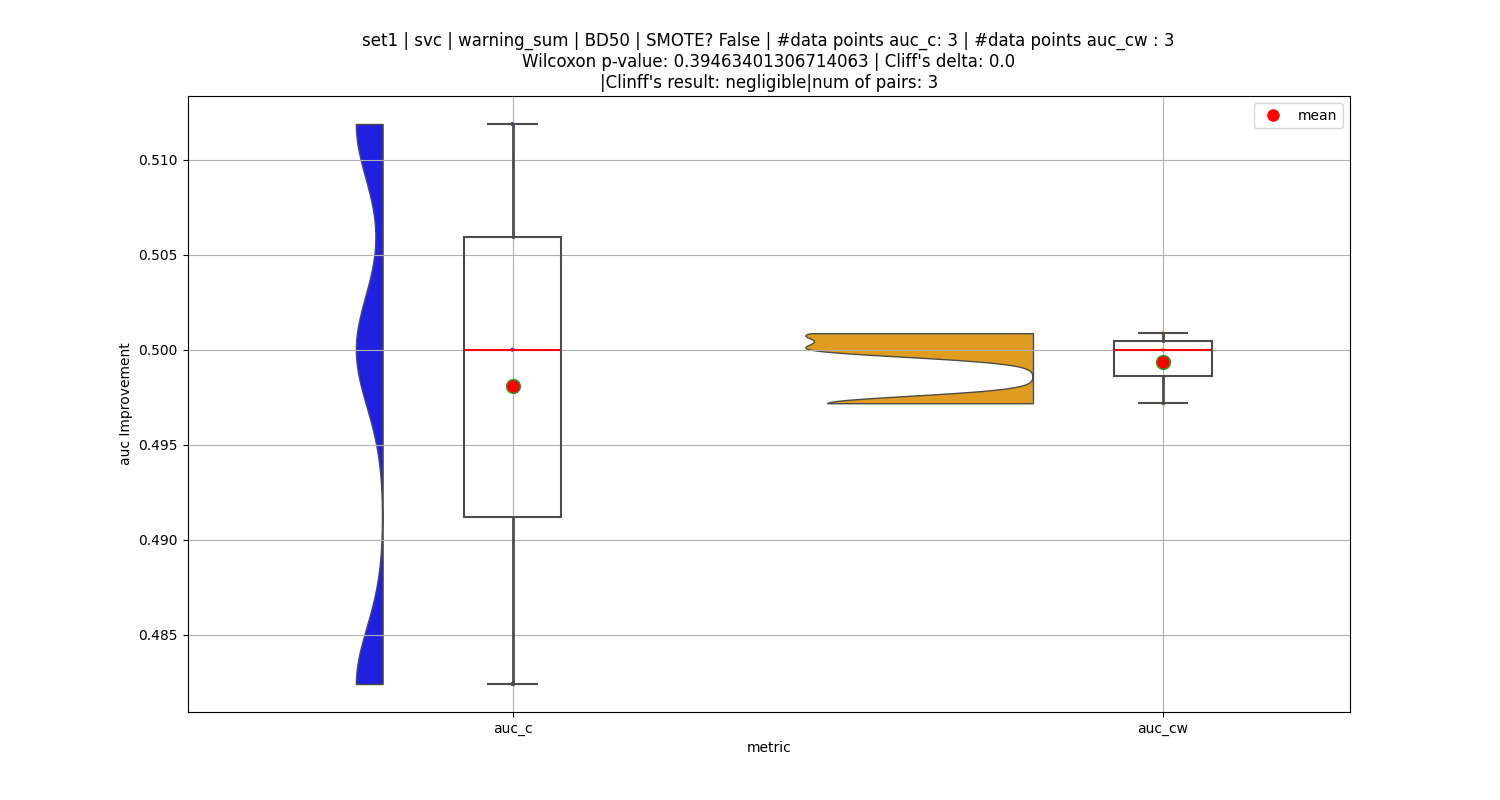 set1 | svc | warning_sum | BD50 | SMOTE? False | #data points auc_c: 3 | #data points auc_cw : 3
Wilcoxon p-value: 0.39463401306714063 | Cliff's delta: 0.0
|Clinff's result: negligible|num of pairs: 3
mean
0.510
0.505
0.500
0.495
0.490
0.485
auc Improvement
auc_c
auc_cw
metric